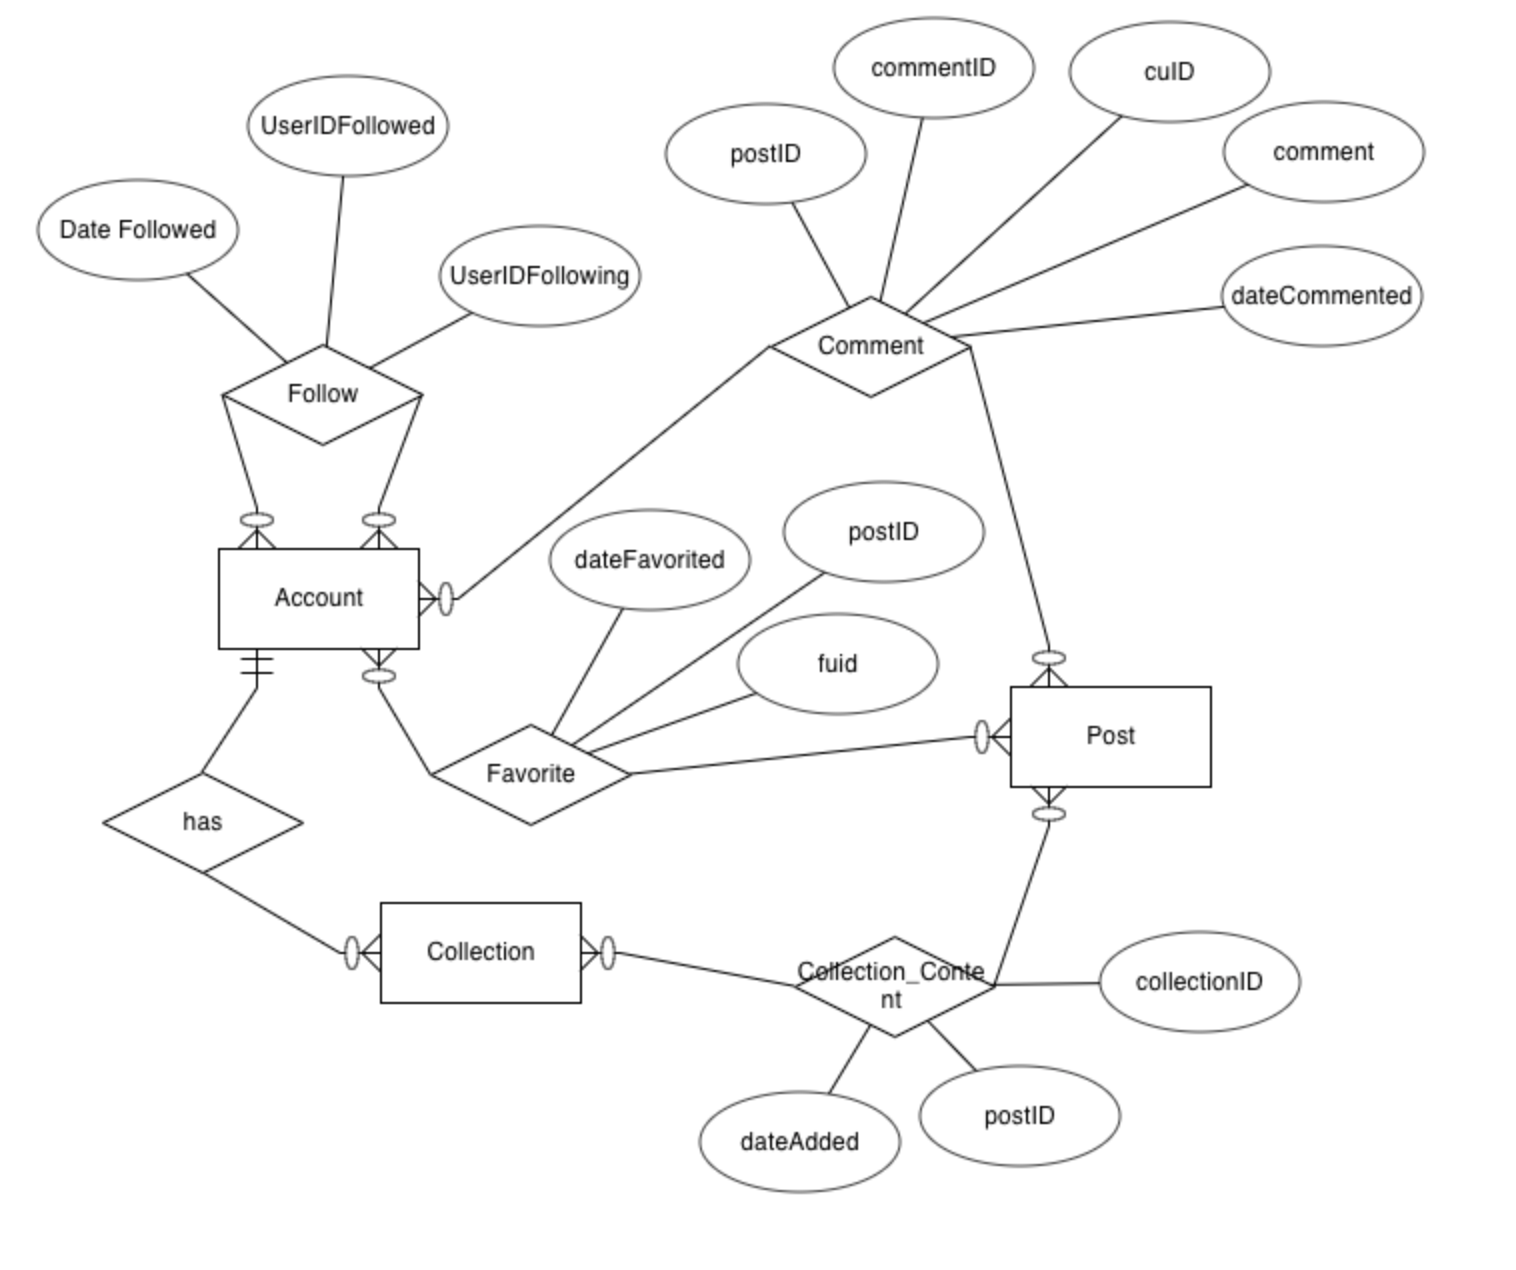 commentID
cuID
UserIDFollowed
postID
comment
Date Followed
UserIDFollowing
dateCommented
Comment
Follow
postID
dateFavorited
Account
fuid
Post
Favorite
has
Collection
Collection_Conte
nt
collectionID
postID
dateAdded